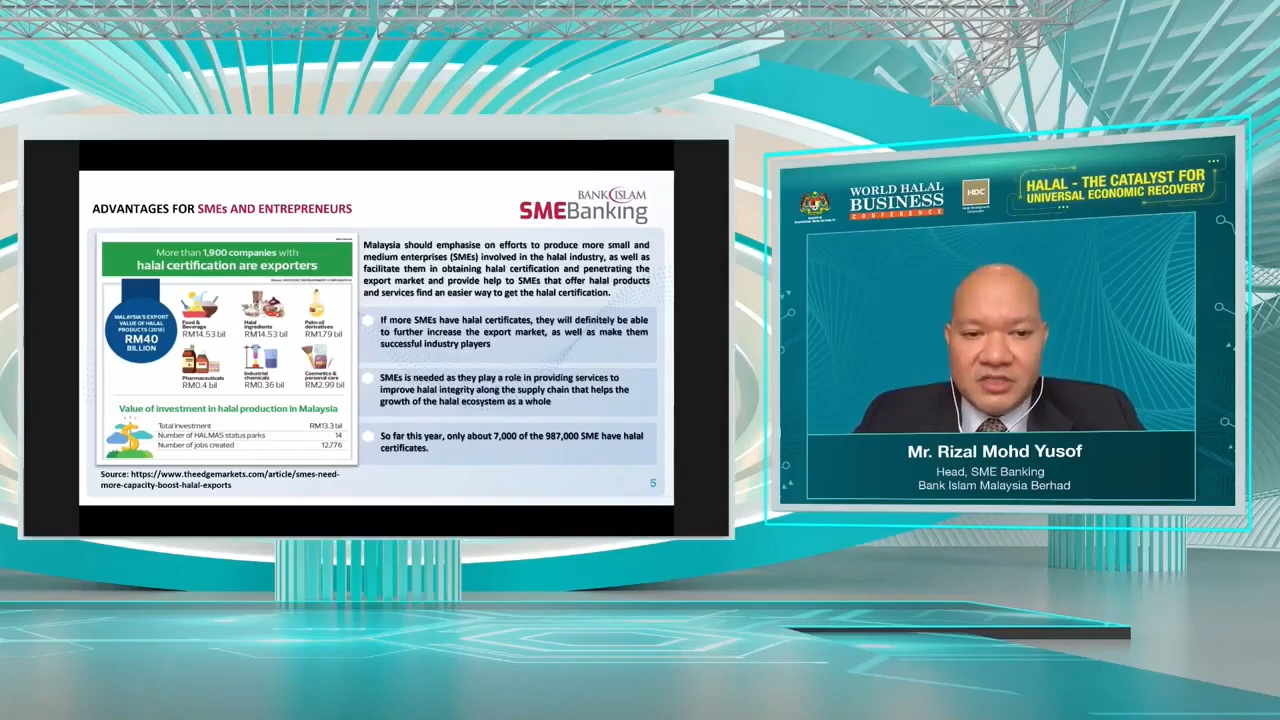 ADVANTAGES FOR SMEs AND ENTREPRENEURS
BANK ISLAM
SMEBanking
More than 1,900 companies with
halal certification are exporters
MALAYSIA'S EXPORT
VALUE OF HALAL
PRODUCTS (2018)
RM40
BILLION
Food &
Beverage
RM14.53 bil
Halal
Ingredients
RM14.53 bil
Palm oil
derivatives
RM1.79 bil
Pharmaceuticals
RM0.4 bil
Industrial
chemicals
RM0.36 bil
Cosmetics &
personal care
RM2.99 bil
Value of investment in halal production in Malaysia
Total investment RM13.3 bil
Number of HALMAS status parks 14
Number of jobs created 12,776
Source: https://www.theedgemarkets.com/article/smes-need-
more-capacity-boost-halal-exports
Malaysia should emphasise on efforts to produce more small and
medium enterprises (SMEs) involved in the halal industry, as well as
facilitate them in obtaining halal certification and penetrating the
export market and provide help to SMEs that offer halal products
and services find an easier way to get the halal certification.
If more SMEs have halal certificates, they will definitely be able
to further increase the export market, as well as make them
successful industry players
SMEs is needed as they play a role in providing services to
improve halal integrity along the supply chain that helps the
growth of the halal ecosystem as a whole
So far this year, only about 7,000 of the 987,000 SME have halal
certificates.
5
WORLD HALAL
BUSINESS
CONFERENCE
HDC
HALAL - THE CATALYST FOR
UNIVERSAL ECONOMIC RECOVERY
Mr. Rizal Mohd Yusof
Head, SME Banking
Bank Islam Malaysia Berhad